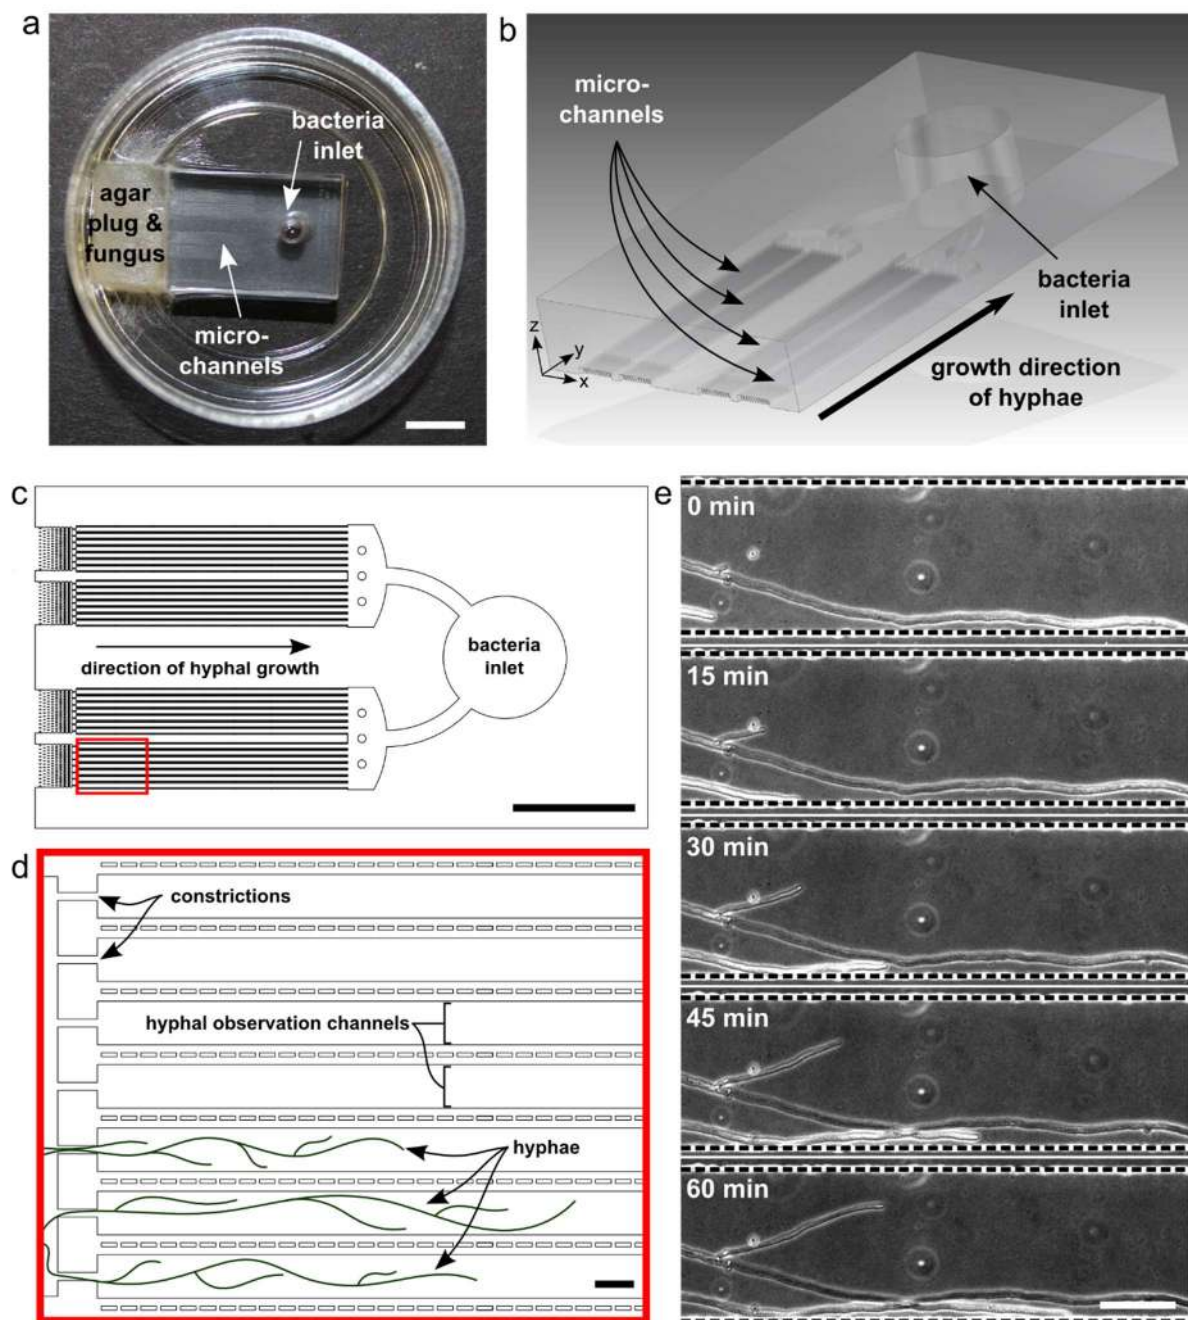 a
bacteria
inlet
agar
plug &
fungus
micro-
channels
b
micro-
channels
z
y
x
bacteria
inlet
growth direction
of hyphae
c
direction of hyphal growth
bacteria
inlet
d
constrictions
hyphal observation channels
hyphae
e
0 min
15 min
30 min
45 min
60 min